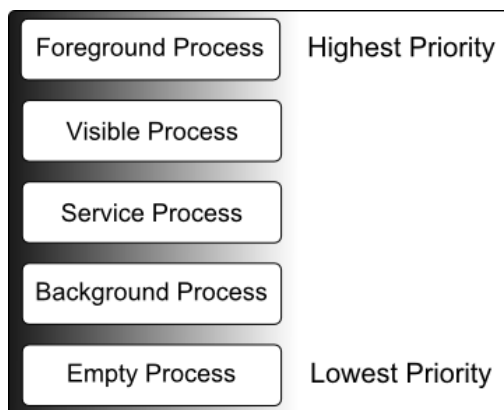 Foreground Process Highest Priority
Visible Process
Service Process
Background Process
Empty Process Lowest Priority